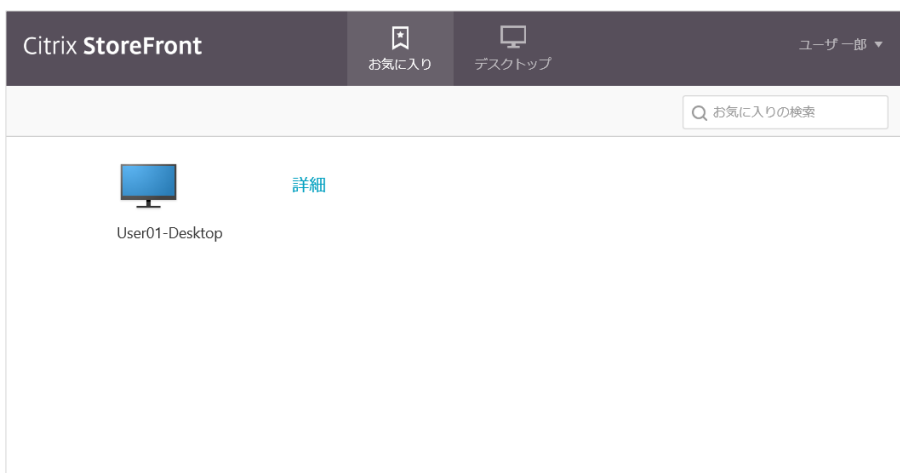 Citrix StoreFront
お気に入り
デスクトップ
ユーザ 一郎 ▼
お気に入りの検索
詳細
User01-Desktop